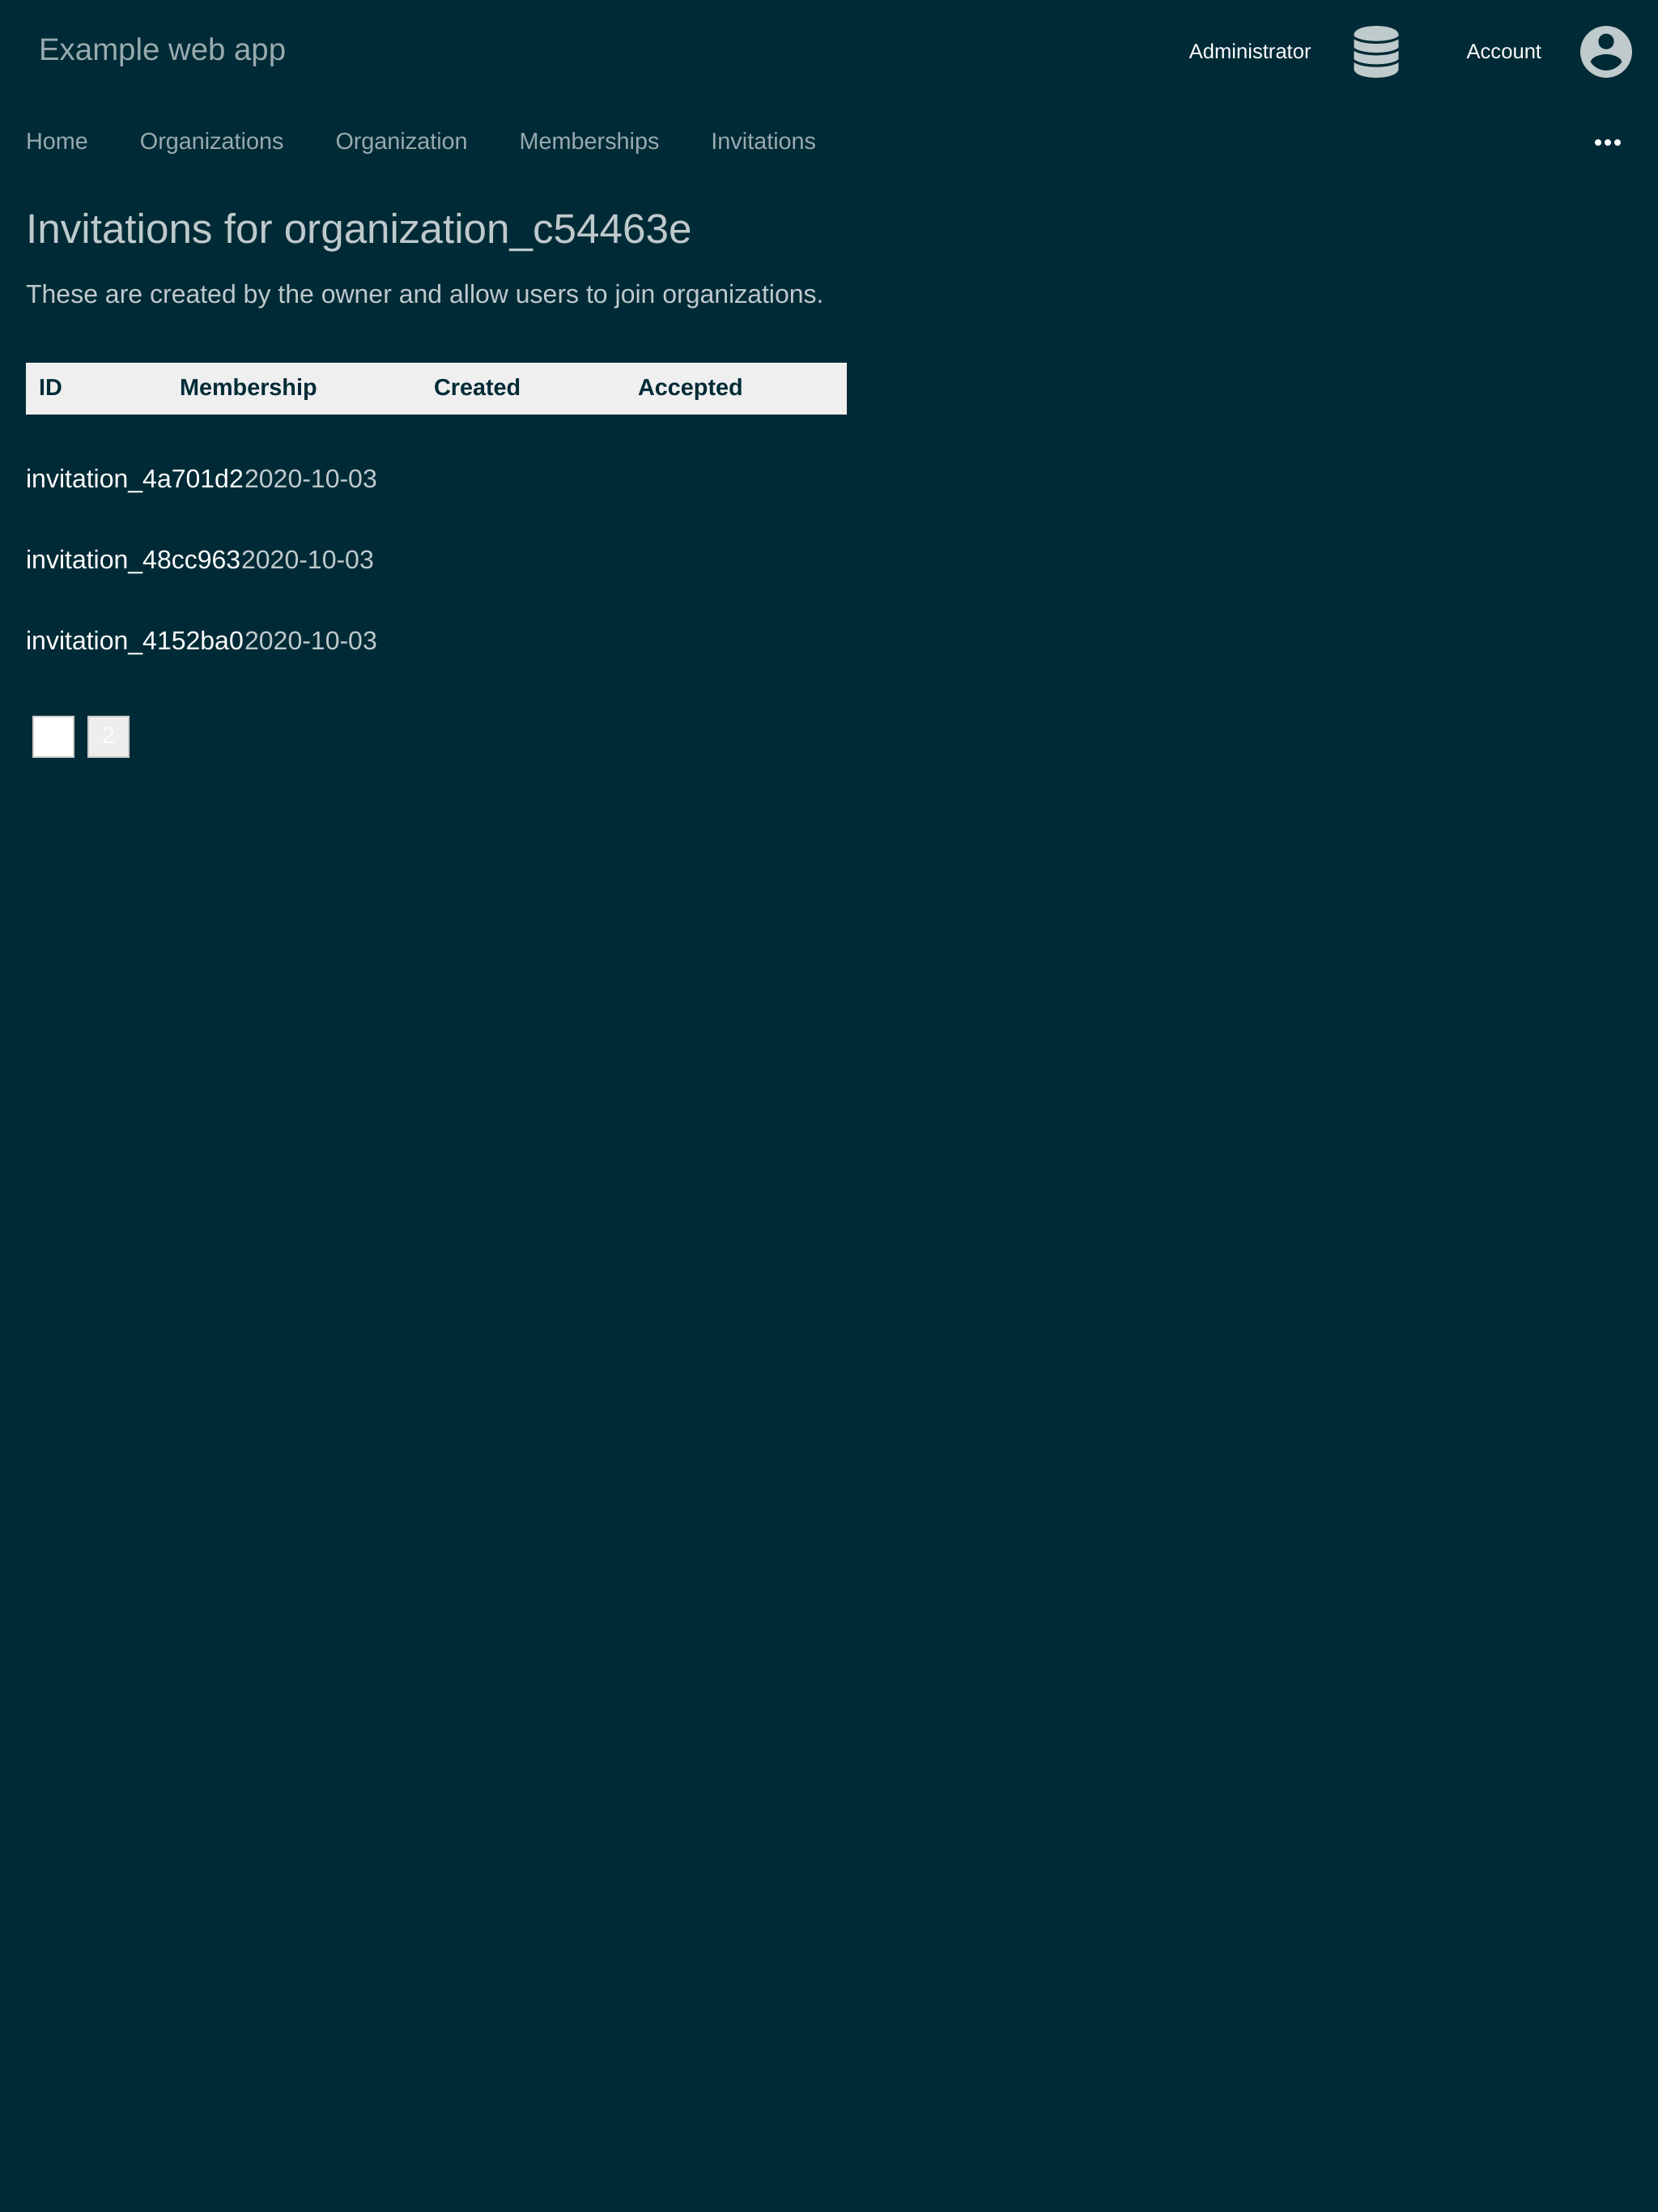 Example web app
Administrator
Account
Home Organizations Organization Memberships Invitations
Invitations for organization_c54463e
These are created by the owner and allow users to join organizations.
ID Membership Created Accepted
invitation_4a701d22020-10-03
invitation_48cc9632020-10-03
invitation_4152ba02020-10-03
2